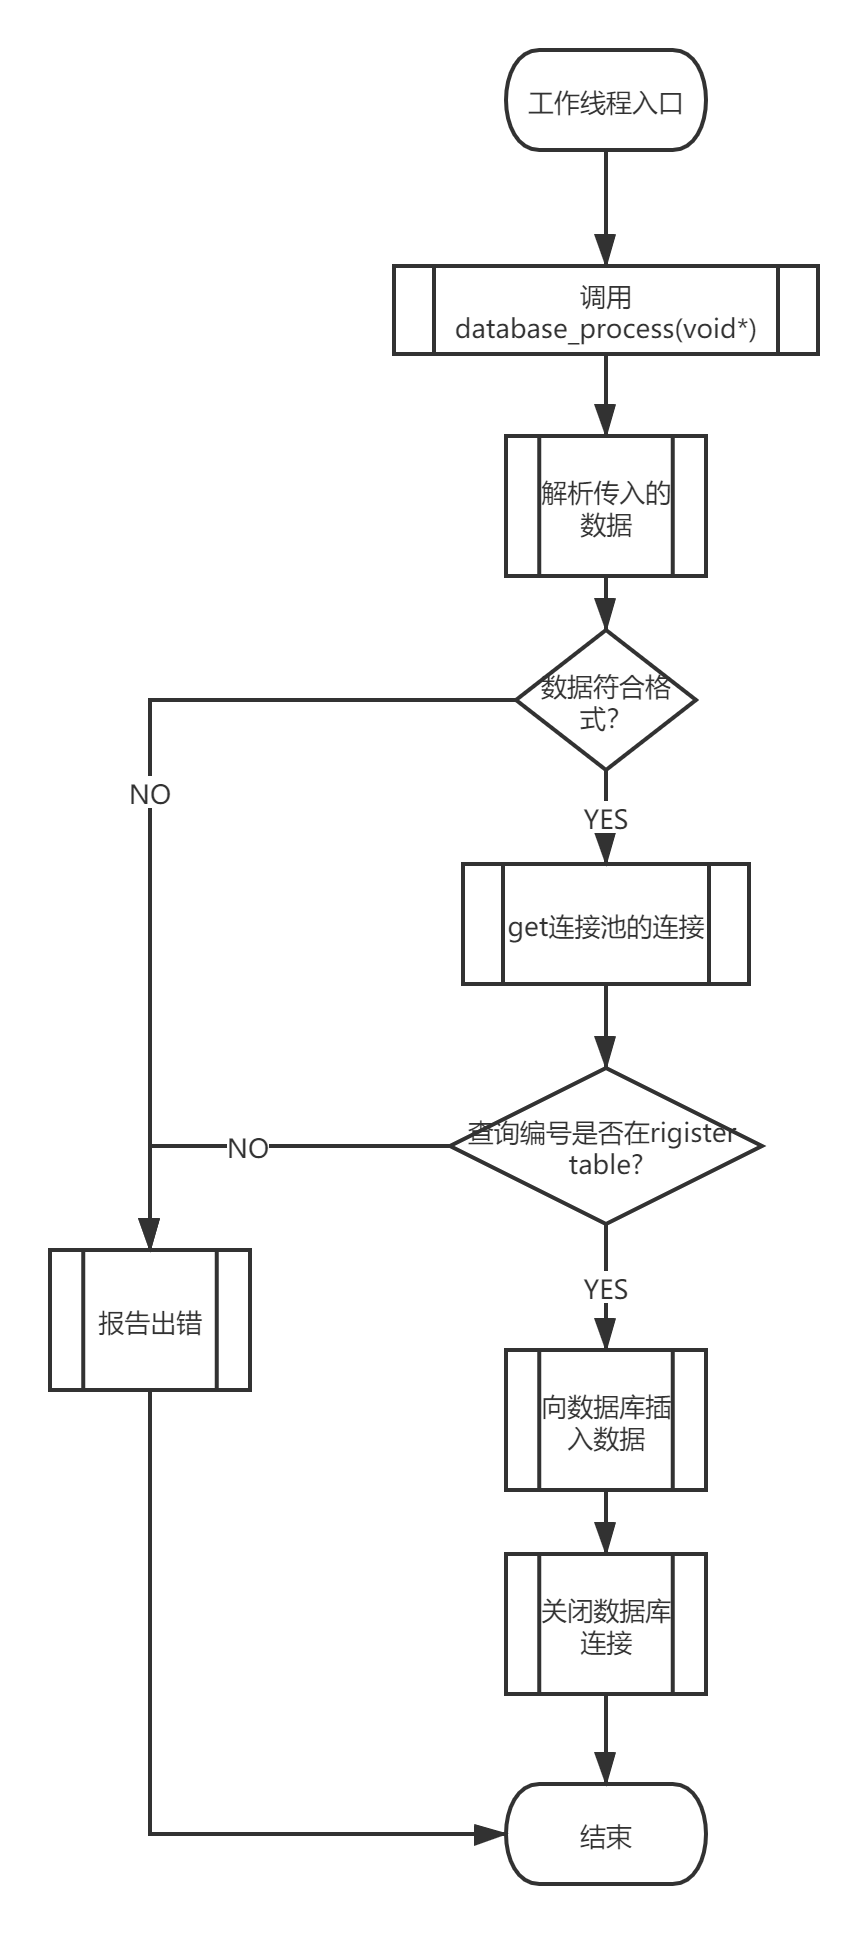 工作线程入口
调用
database_process(void*)
解析传入的
数据
数据符合格
式?
NO
YES
get连接池的连接
查询编号是否在rigister
table?
NO
YES
报告出错
向数据库插
入数据
关闭数据库
连接
结束